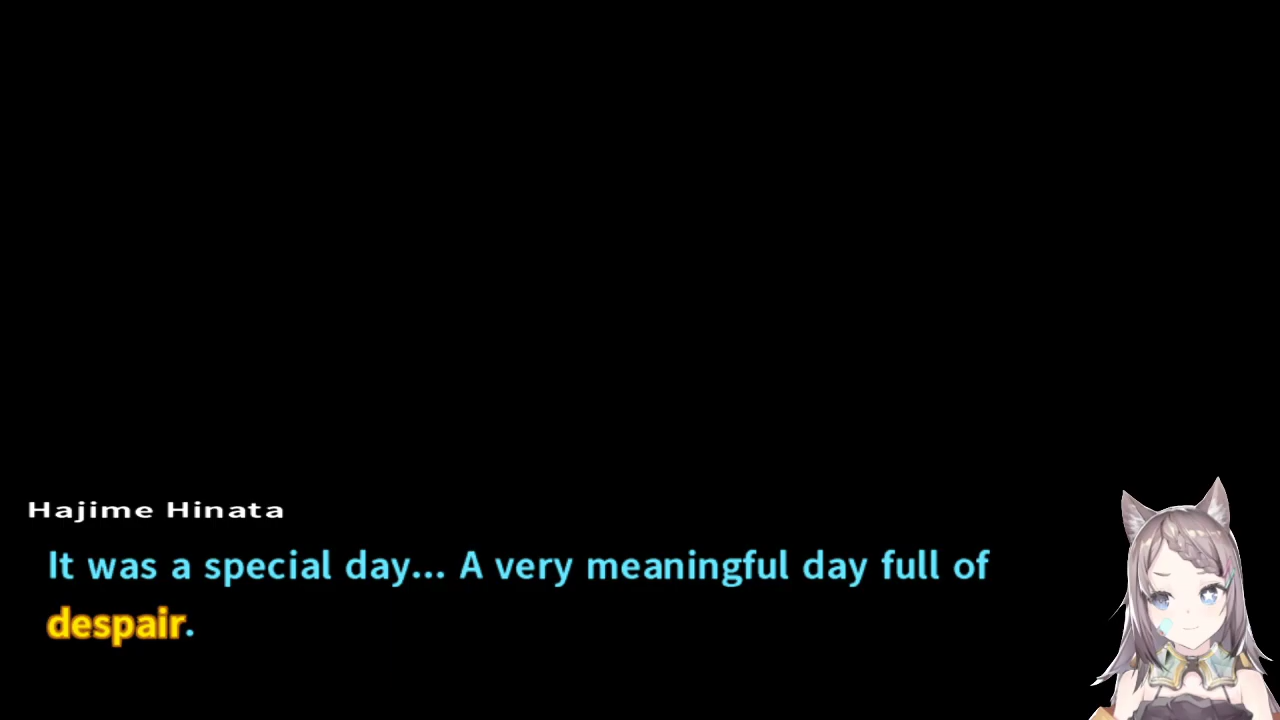 Hajime Hinata
It was a special day... A very meaningful day full of
despair.